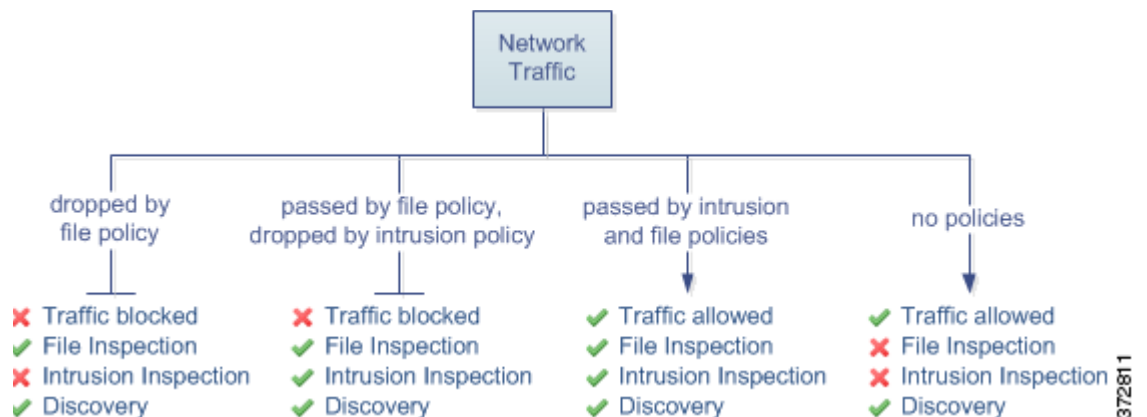 Network
Traffic
dropped by
file policy
passed by file policy,
dropped by intrusion policy
passed by intrusion
and file policies
no policies
Traffic blocked
File Inspection
Intrusion Inspection
Discovery
Traffic blocked
File Inspection
Intrusion Inspection
Discovery
Traffic allowed
File Inspection
Intrusion Inspection
Discovery
Traffic allowed
File Inspection
Intrusion Inspection
Discovery
372811